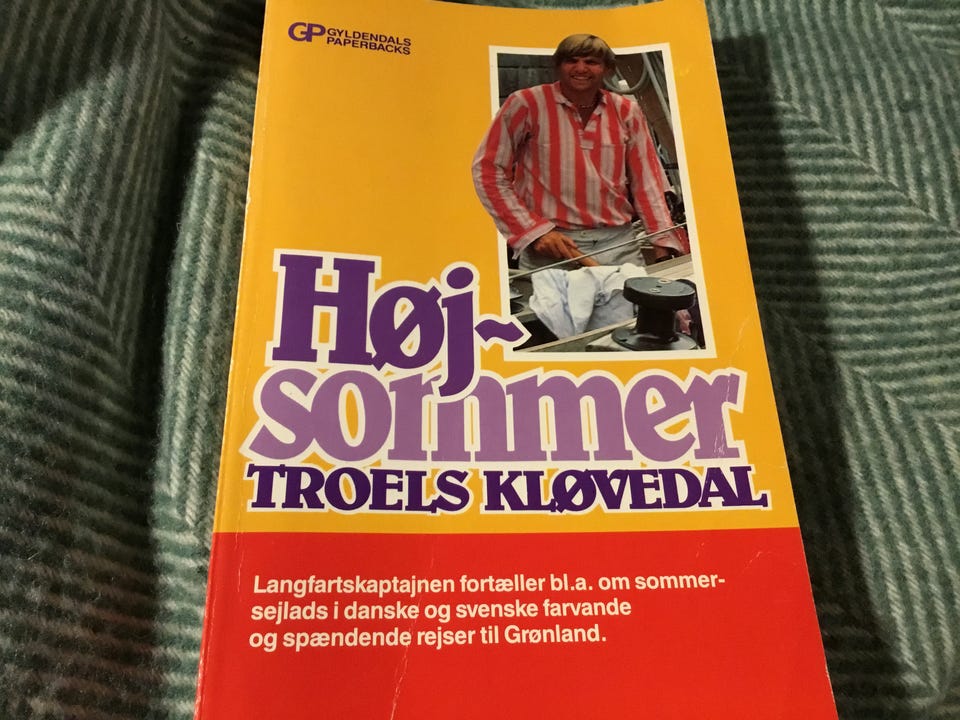 GP GYLDENDALS
PAPERBACKS
Høj-
sommer
TROELS KLØVEDAL
Langfartskaptajnen fortæller bl.a. om sommer-
sejlads i danske og svenske farvande
og spændende rejser til Grønland.